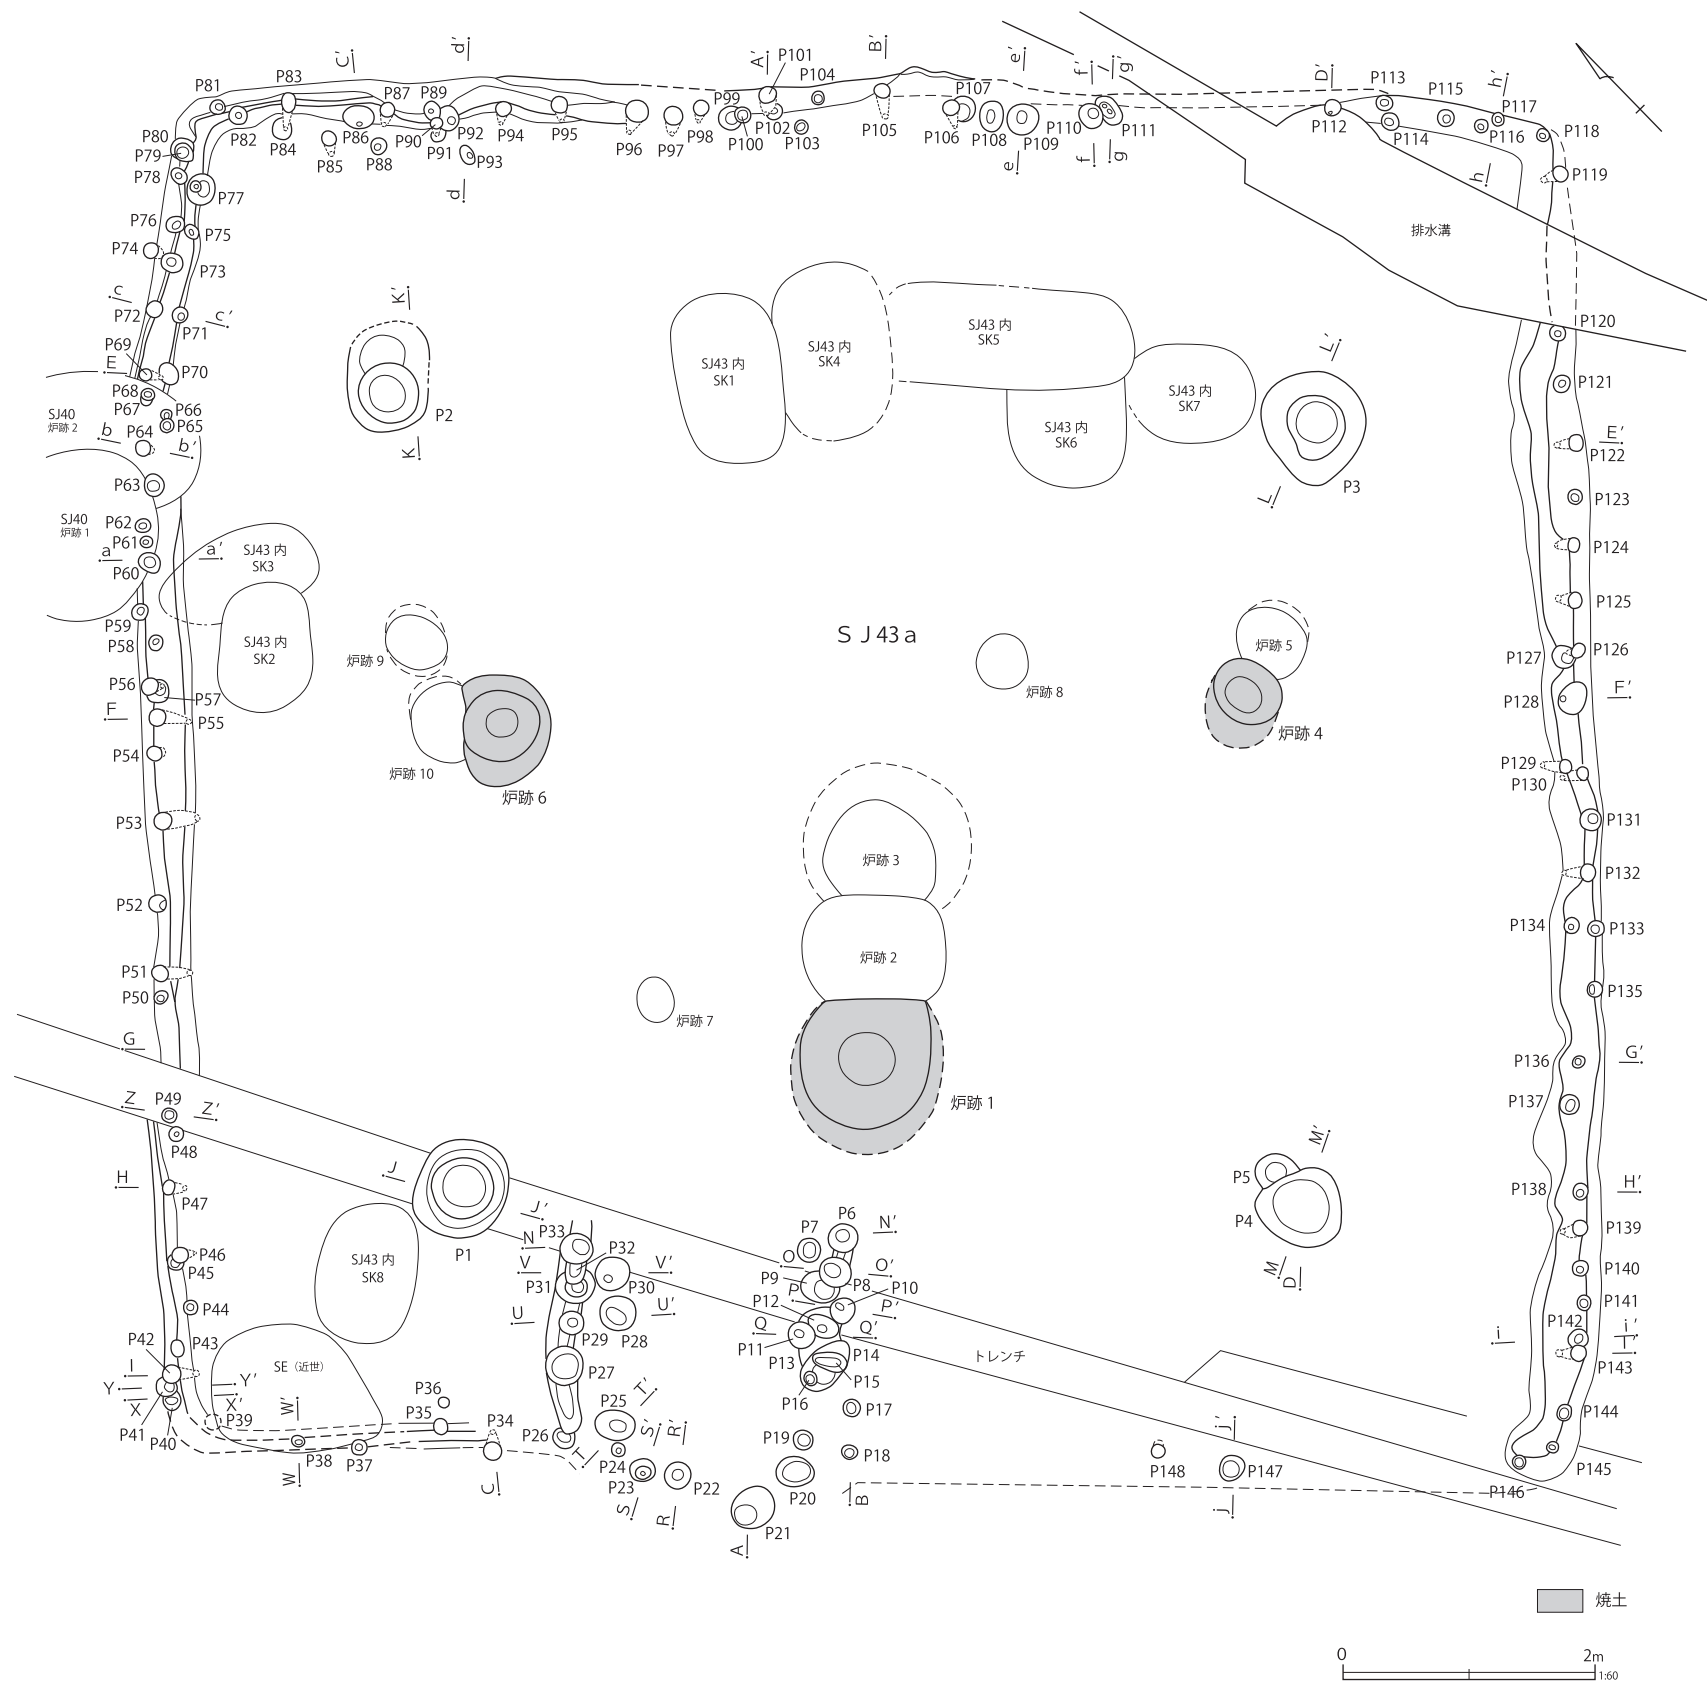 C'
d'
A'
P101
B'
e'
f'
g'
D'
h'
P81
P83
P87
P89
P99
P104
P107
P113
P115
P117
P118
P80
P79
P78
P82
P84
P85
P86
P88
P90
P91
P92
P93
P94
P95
P96
P97
P98
P100
P102
P103
P105
P106
P108
P109
P110
P111
P112
P114
P116
P119
d
e
f
g
h
P77
P76
P75
P74
P73
排水溝
c
P72
P71
c'
K'
P69
E
P70
P68
P67
P66
P65
SJ40
炉跡 2
b
P64
b'
P2
K
SJ43 内
SK1
SJ43 内
SK4
SJ43 内
SK5
SJ43 内
SK6
SJ43 内
SK7
L'
L
P3
P120
P121
E'
P122
P123
P124
P125
P63
SJ40
炉跡 1
P62
P61
a
P60
a'
SJ43 内
SK3
P59
P58
SJ43 内
SK2
炉跡 9
SJ43a
炉跡 8
炉跡 5
P127
P126
P56
P57
F
P55
P54
炉跡 10
炉跡 6
炉跡 4
P128
F'
P129
P130
P53
P131
炉跡 3
P132
P52
P134
P133
炉跡 2
P51
P50
炉跡 7
P135
G
炉跡 1
P136
G'
Z
P49
Z'
P48
P137
H
P47
J
J'
P1
M'
P5
P4
M
D
P138
H'
P139
P46
P45
SJ43 内
SK8
N
P33
P32
V
V'
P31
P30
P7
P6
N'
O
O'
P9
P8
P10
P
P'
P140
P44
U
U'
P29
P28
P12
Q
Q'
P11
P13
P14
P141
P142
i
i'
I'
P143
P42
P43
I
SE（近世）
P27
P15
P16
トレンチ
Y
Y'
X
X'
P41
P40
P39
W'
P36
P35
P34
P25
T'
S'
R'
P17
P26
T
P24
P19
P18
j'
P144
W
P38
P37
C
P23
P22
P20
B
P148
P147
P145
P146
S
R
P21
A
j
焼土
0
2m
1:60